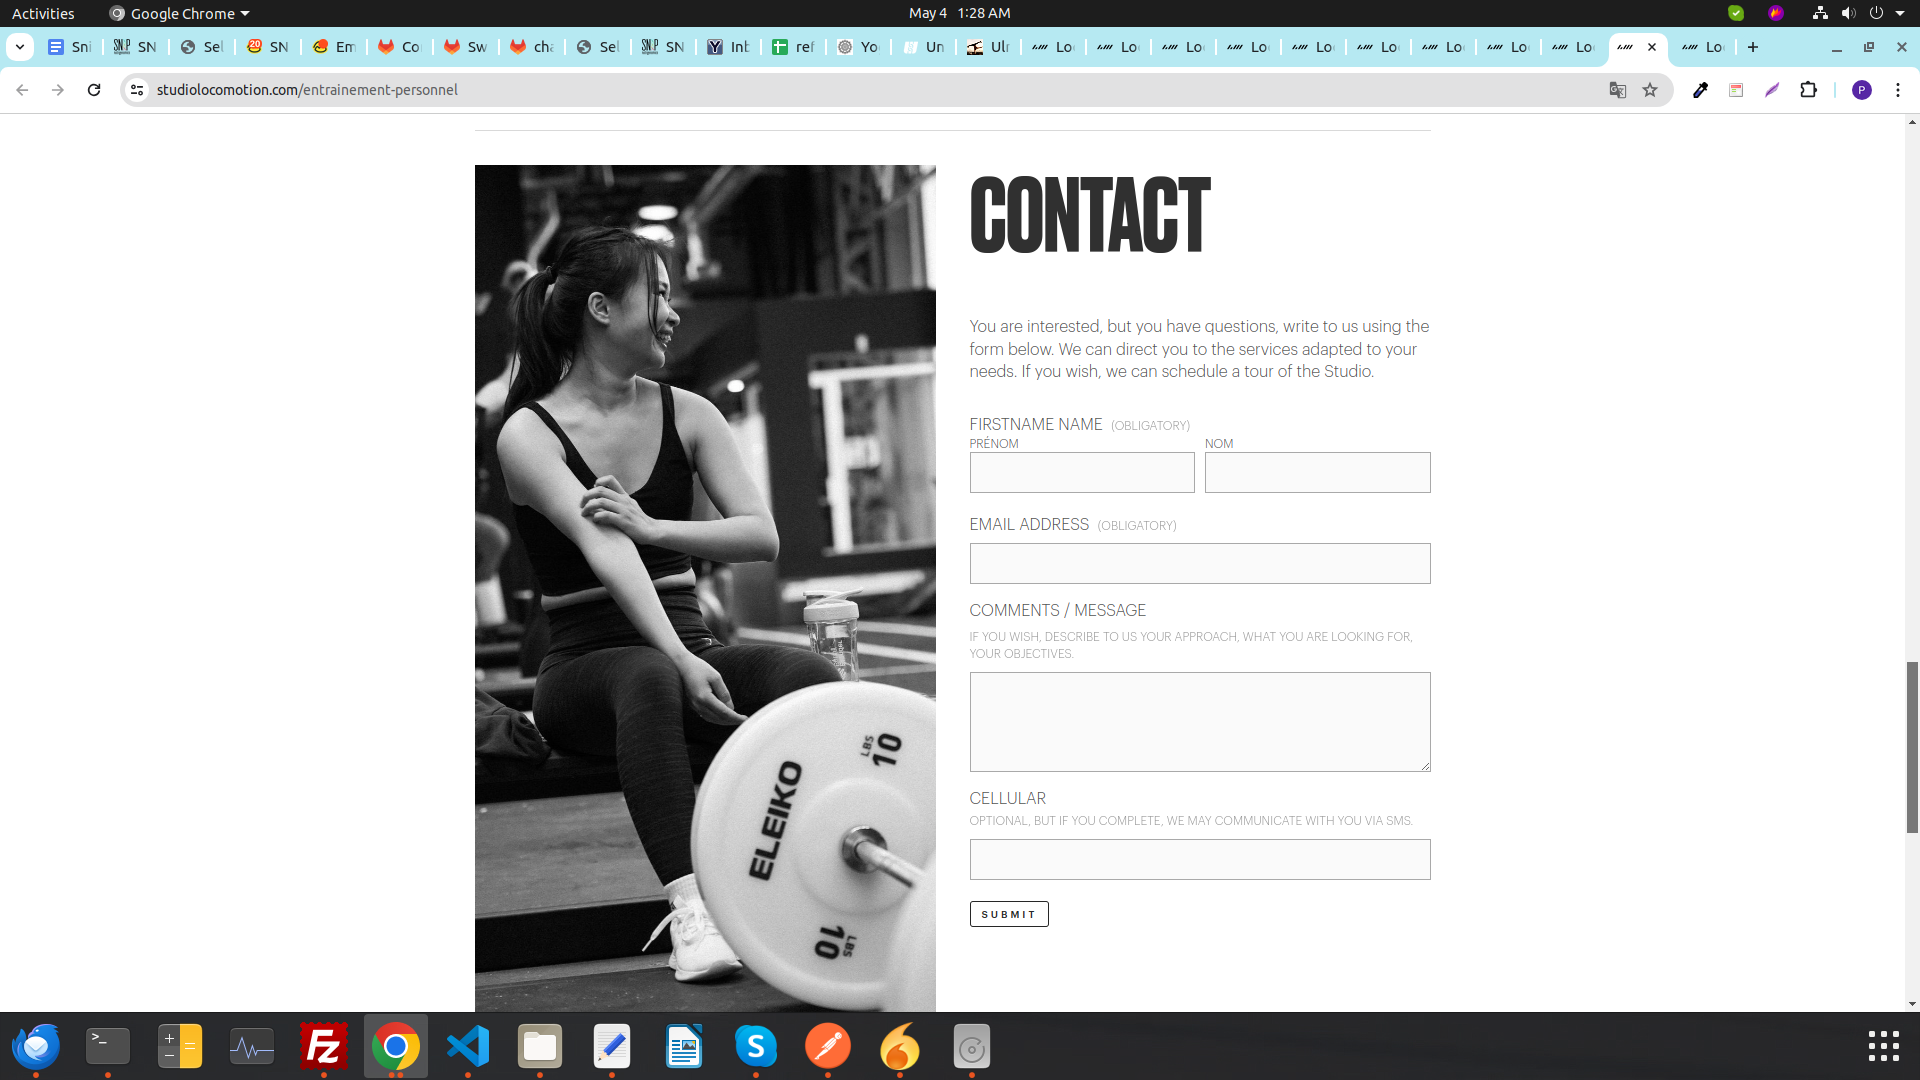 Activities
Google Chrome
May 4 1:28 AM
Sni
SN
Sel
SN
Em
Co
Sw
cha
Sel
SN
Inb
ref
Yo
Un
Ulr
Lo
Lo
Lo
Lo
Lo
Lo
Lo
Lo
Lo
Lo
studiolocomotion.com/entrainement-personnel
P
CONTACT
You are interested, but you have questions, write to us using the
form below. We can direct you to the services adapted to your
needs. If you wish, we can schedule a tour of the Studio.
FIRSTNAME NAME (OBLIGATORY)
PRÉNOM
NOM
EMAIL ADDRESS (OBLIGATORY)
COMMENTS / MESSAGE
IF YOU WISH, DESCRIBE TO US YOUR APPROACH, WHAT YOU ARE LOOKING FOR,
YOUR OBJECTIVES.
CELLULAR
OPTIONAL, BUT IF YOU COMPLETE, WE MAY COMMUNICATE WITH YOU VIA SMS.
SUBMIT
LBS
10
ELEIKO
10
LBS